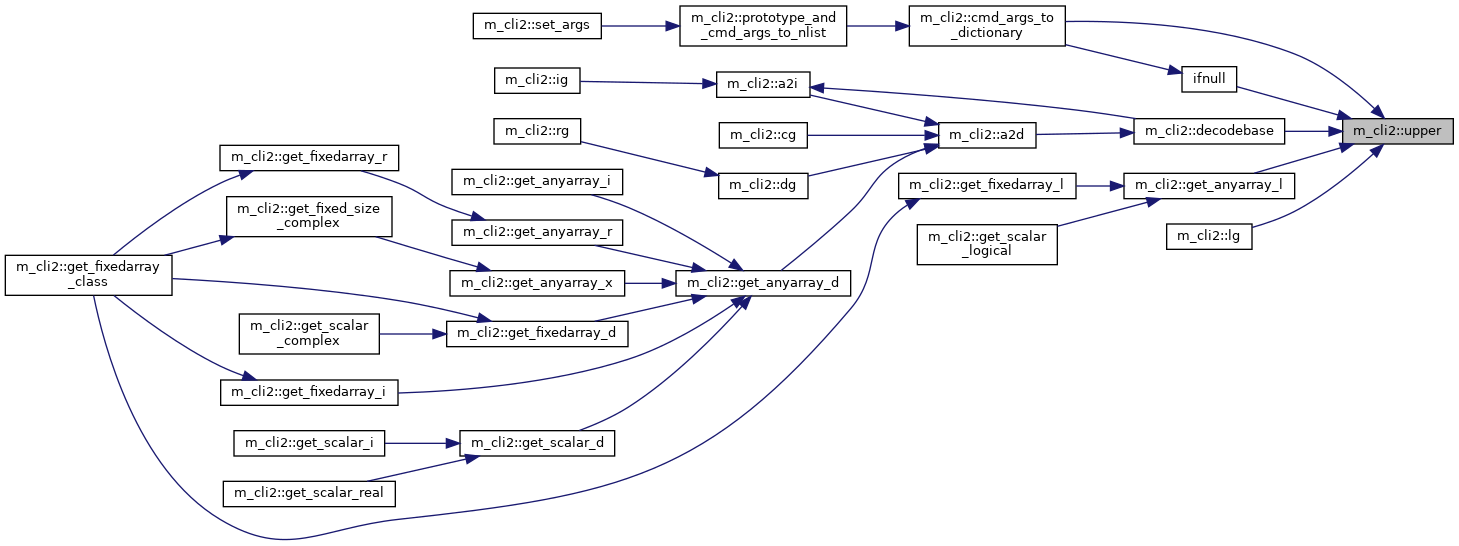 m_cli2::set_args
m_cli2::prototype_and
_cmd_args_to_nlist
m_cli2::cmd_args_to
_dictionary
m_cli2::ig
m_cli2::a2i
ifnull
m_cli2::rg
m_cli2::cg
m_cli2::a2d
m_cli2::decodebase
m_cli2::upper
m_cli2::get_fixedarray_r
m_cli2::get_anyarray_i
m_cli2::dg
m_cli2::get_fixedarray_l
m_cli2::get_anyarray_l
m_cli2::get_fixed_size
_complex
m_cli2::get_anyarray_r
m_cli2::get_scalar
_logical
m_cli2::lg
m_cli2::get_fixedarray
_class
m_cli2::get_anyarray_x
m_cli2::get_anyarray_d
m_cli2::get_scalar
_complex
m_cli2::get_fixedarray_d
m_cli2::get_fixedarray_i
m_cli2::get_scalar_i
m_cli2::get_scalar_d
m_cli2::get_scalar_real